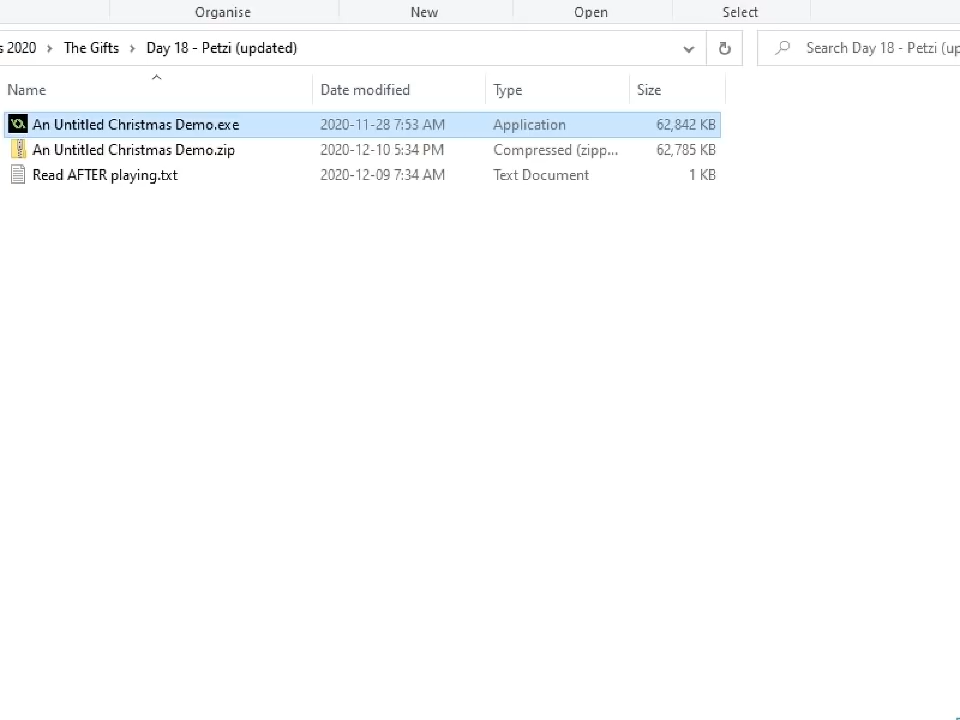 Organise New Open Select
s 2020 > The Gifts > Day 18 - Petzi (updated) Search Day 18 - Petzi (up
Name Date modified Type Size
An Untitled Christmas Demo.exe 2020-11-28 7:53 AM Application 62,842 KB
An Untitled Christmas Demo.zip 2020-12-10 5:34 PM Compressed (zipp... 62,785 KB
Read AFTER playing.txt 2020-12-09 7:34 AM Text Document 1 KB